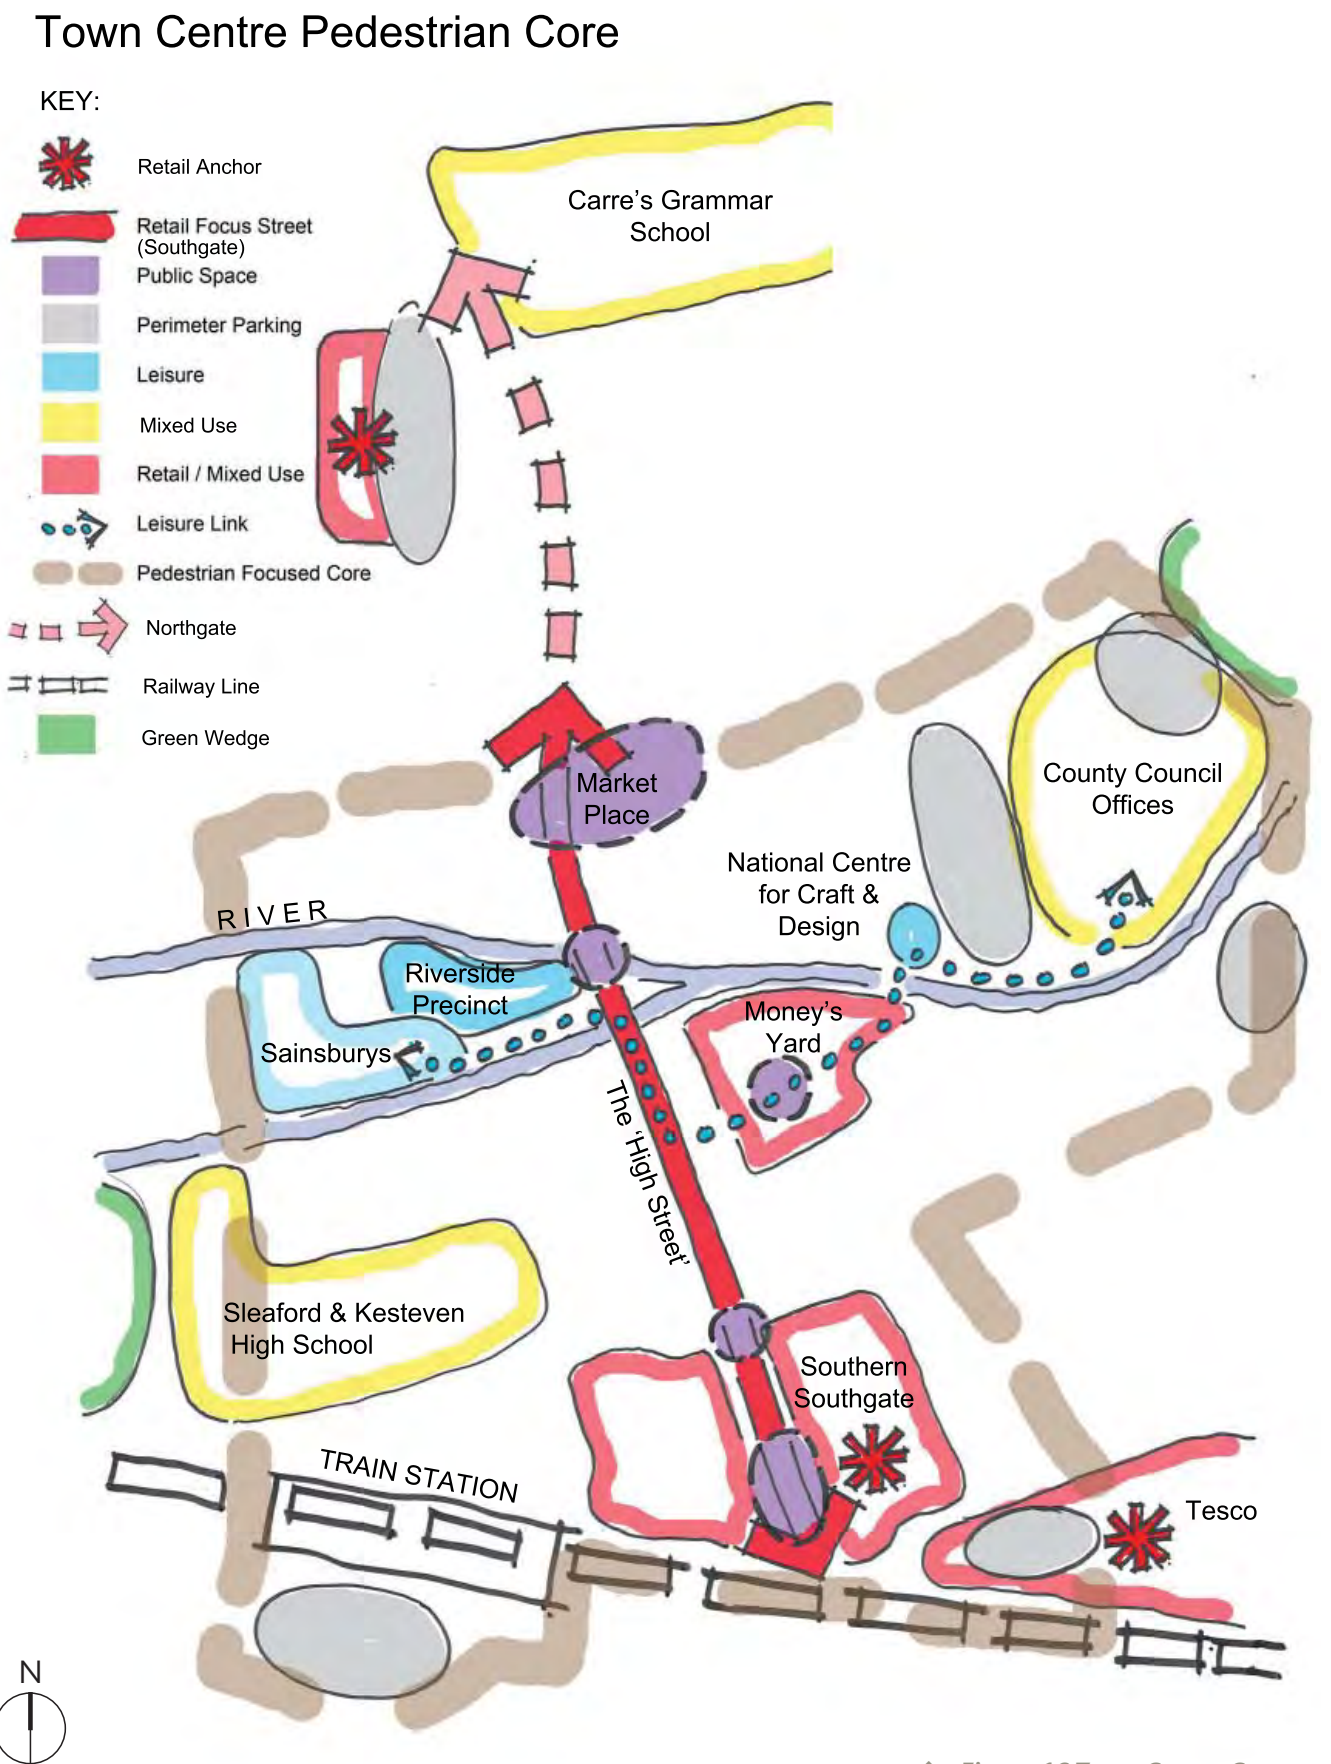 Town Centre Pedestrian Core
KEY:
Retail Anchor
Retail Focus Street
(Southgate)
Public Space
Perimeter Parking
Leisure
Mixed Use
Retail / Mixed Use
Leisure Link
Pedestrian Focused Core
Northgate
Railway Line
Green Wedge
Carre's Grammar
School
Market
Place
County Council
Offices
National Centre
for Craft &
Design
RIVER
Riverside
Precinct
Money's
Yard
Sainsburys
The 'High Street'
Sleaford & Kesteven
High School
Southern
Southgate
TRAIN STATION
Tesco
N